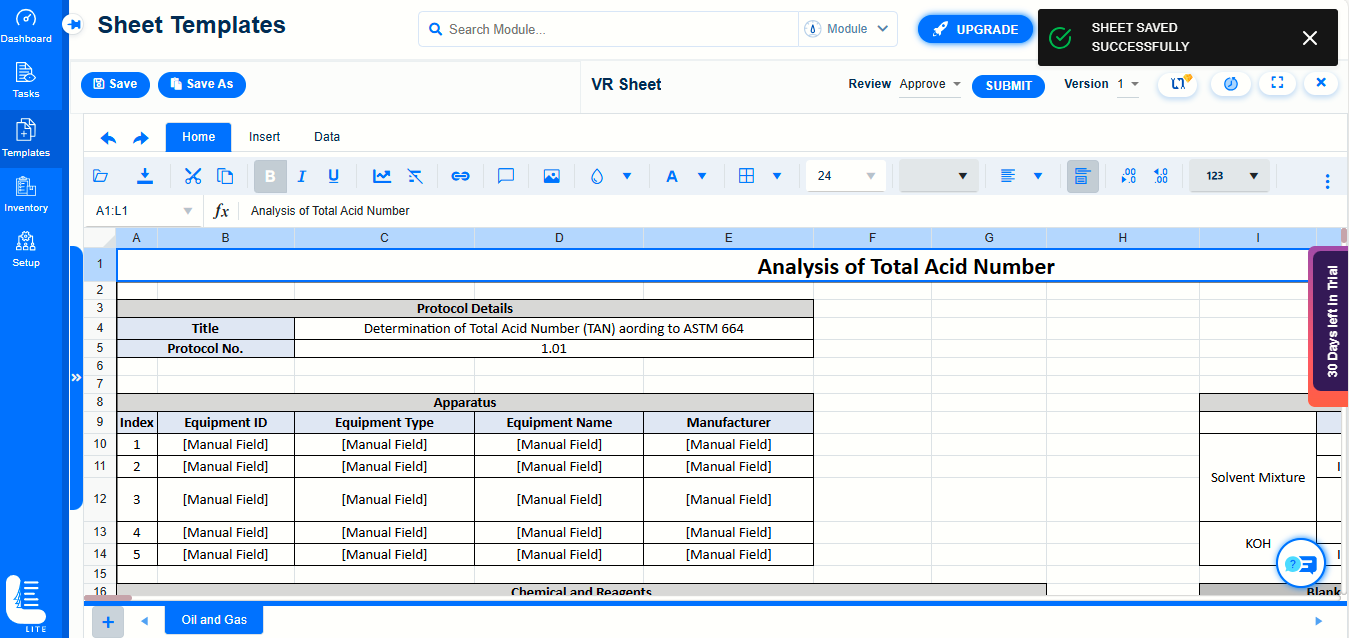 Sheet Templates
Search Module...
Module
UPGRADE
SHEET SAVED
SUCCESSFULLY
Dashboard
Tasks
Templates
Inventory
Setup
LITE
Save
Save As
VR Sheet
Review
Approve
SUBMIT
Version
1
Home
Insert
Data
B I U
A
24
.00
.0
.0
.00
123
A1:L1
fx
Analysis of Total Acid Number
A B C D E F G H I
1 Analysis of Total Acid Number
2
3 Protocol Details
4 Title Determination of Total Acid Number (TAN) aording to ASTM 664
5 Protocol No. 1.01
6
7
8 Apparatus
9 Index Equipment ID Equipment Type Equipment Name Manufacturer
10 1 [Manual Field] [Manual Field] [Manual Field] [Manual Field]
11 2 [Manual Field] [Manual Field] [Manual Field] [Manual Field]
Solvent Mixture
12 3 [Manual Field] [Manual Field] [Manual Field] [Manual Field]
13 4 [Manual Field] [Manual Field] [Manual Field] [Manual Field]
KOH
14 5 [Manual Field] [Manual Field] [Manual Field] [Manual Field]
15
16 Chemical and Reagents Blank
30 Days left In Trial
Oil and Gas